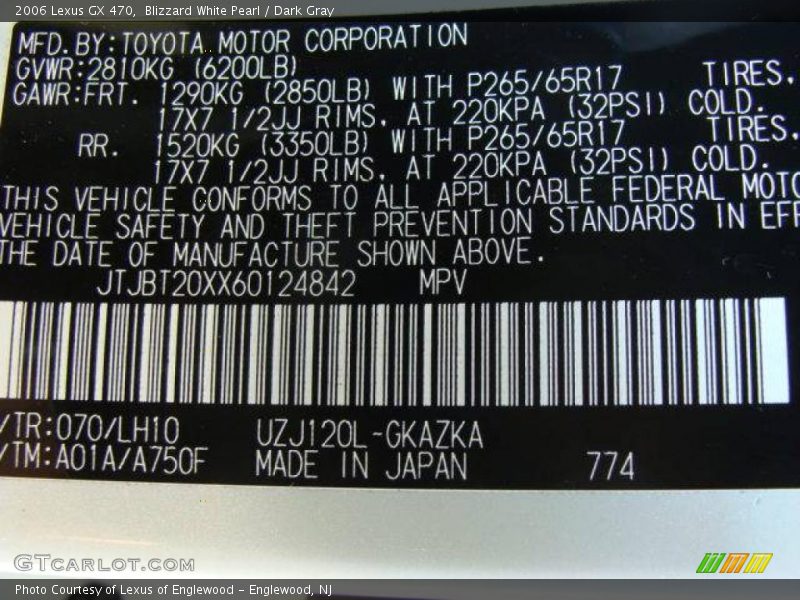 2006 Lexus GX 470, Blizzard White Pearl / Dark Gray
MFD. BY: TOYOTA MOTOR CORPORATION
GVWR: 2810KG (6200LB)
GAWR: FRT. 1290KG (2850LB) WITH P265/65R17 TIRES,
17X7 1/2JJ RIMS, AT 220KPA (32PSI) COLD.
RR. 1520KG (3350LB) WITH P265/65R17 TIRES,
17X7 1/2JJ RIMS, AT 220KPA (32PSI) COLD.
THIS VEHICLE CONFORMS TO ALL APPLICABLE FEDERAL MOTO
VEHICLE SAFETY AND THEFT PREVENTION STANDARDS IN EFF
THE DATE OF MANUFACTURE SHOWN ABOVE.
JTJBT20XX60124842 MPV
/TR: 070/LH10 UZJ120L-GKAZKA
/TM: A01A/A750F MADE IN JAPAN 774
GTCARLOT.COM
Photo Courtesy of Lexus of Englewood - Englewood, NJ